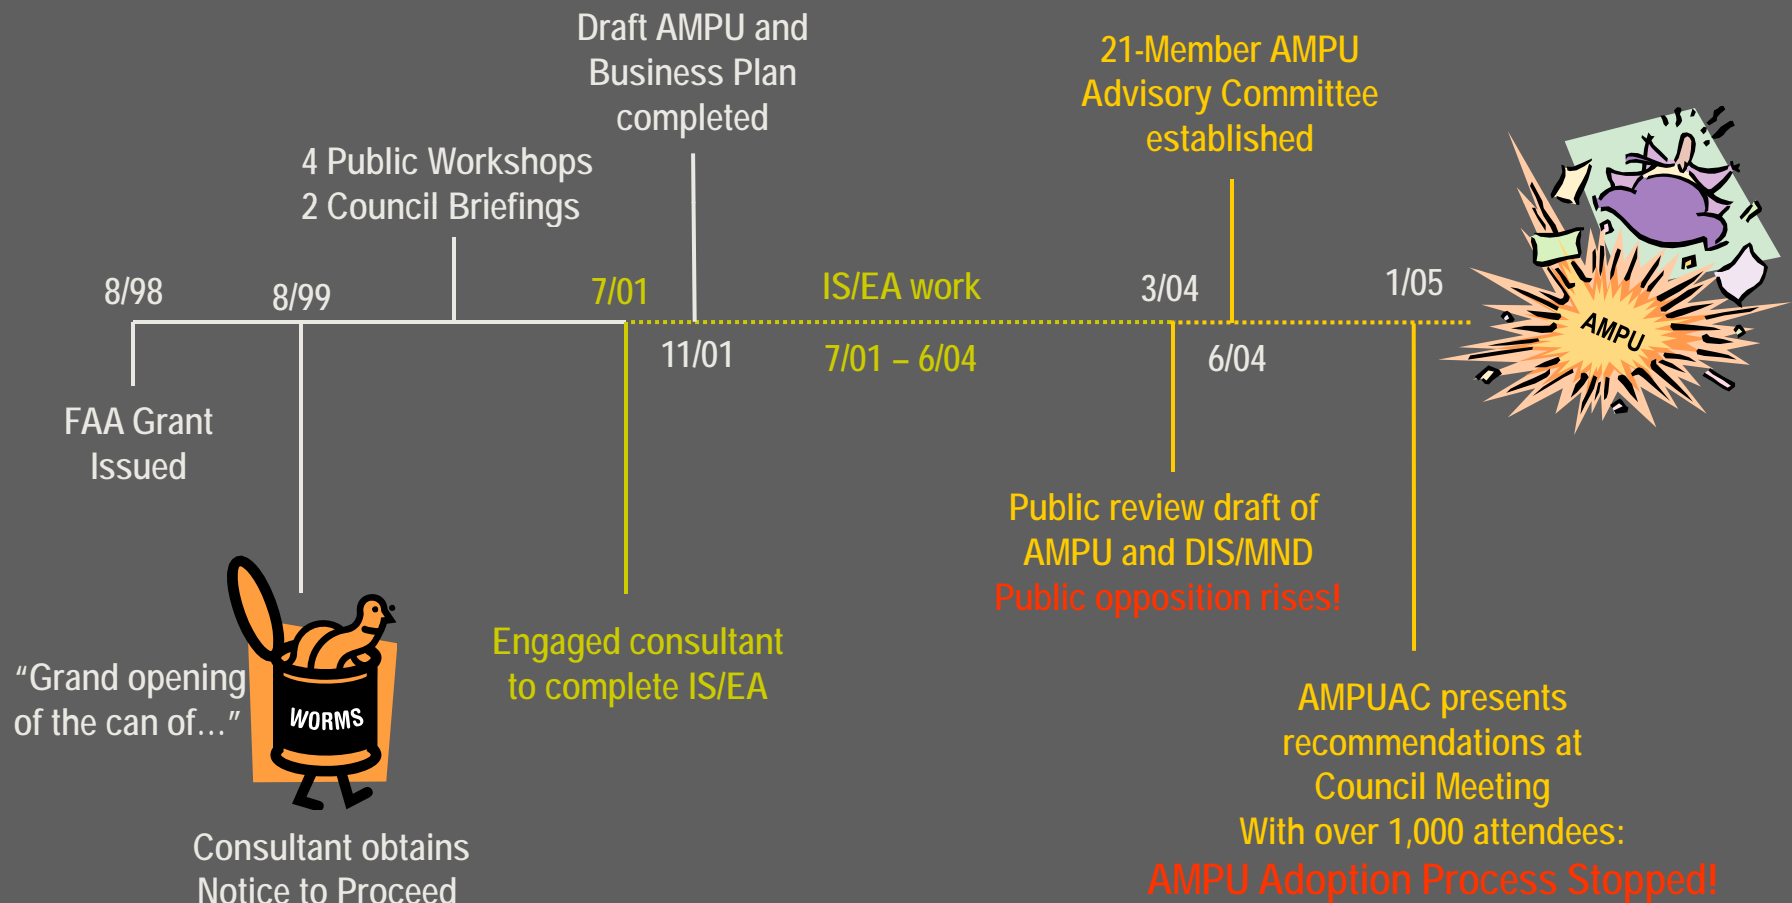 Draft AMPU and
Business Plan
completed
21-Member AMPU
Advisory Committee
established
4 Public Workshops
2 Council Briefings
8/98
8/99
7/01
IS/EA work
3/04
1/05
AMPU
11/01
7/01 – 6/04
6/04
FAA Grant
Issued
Public review draft of
AMPU and DIS/MND
Public opposition rises!
Engaged consultant
to complete IS/EA
"Grand opening
of the can of…"
WORMS
AMPUAC presents
recommendations at
Council Meeting
With over 1,000 attendees:
AMPU Adoption Process Stopped!
Consultant obtains
Notice to Proceed